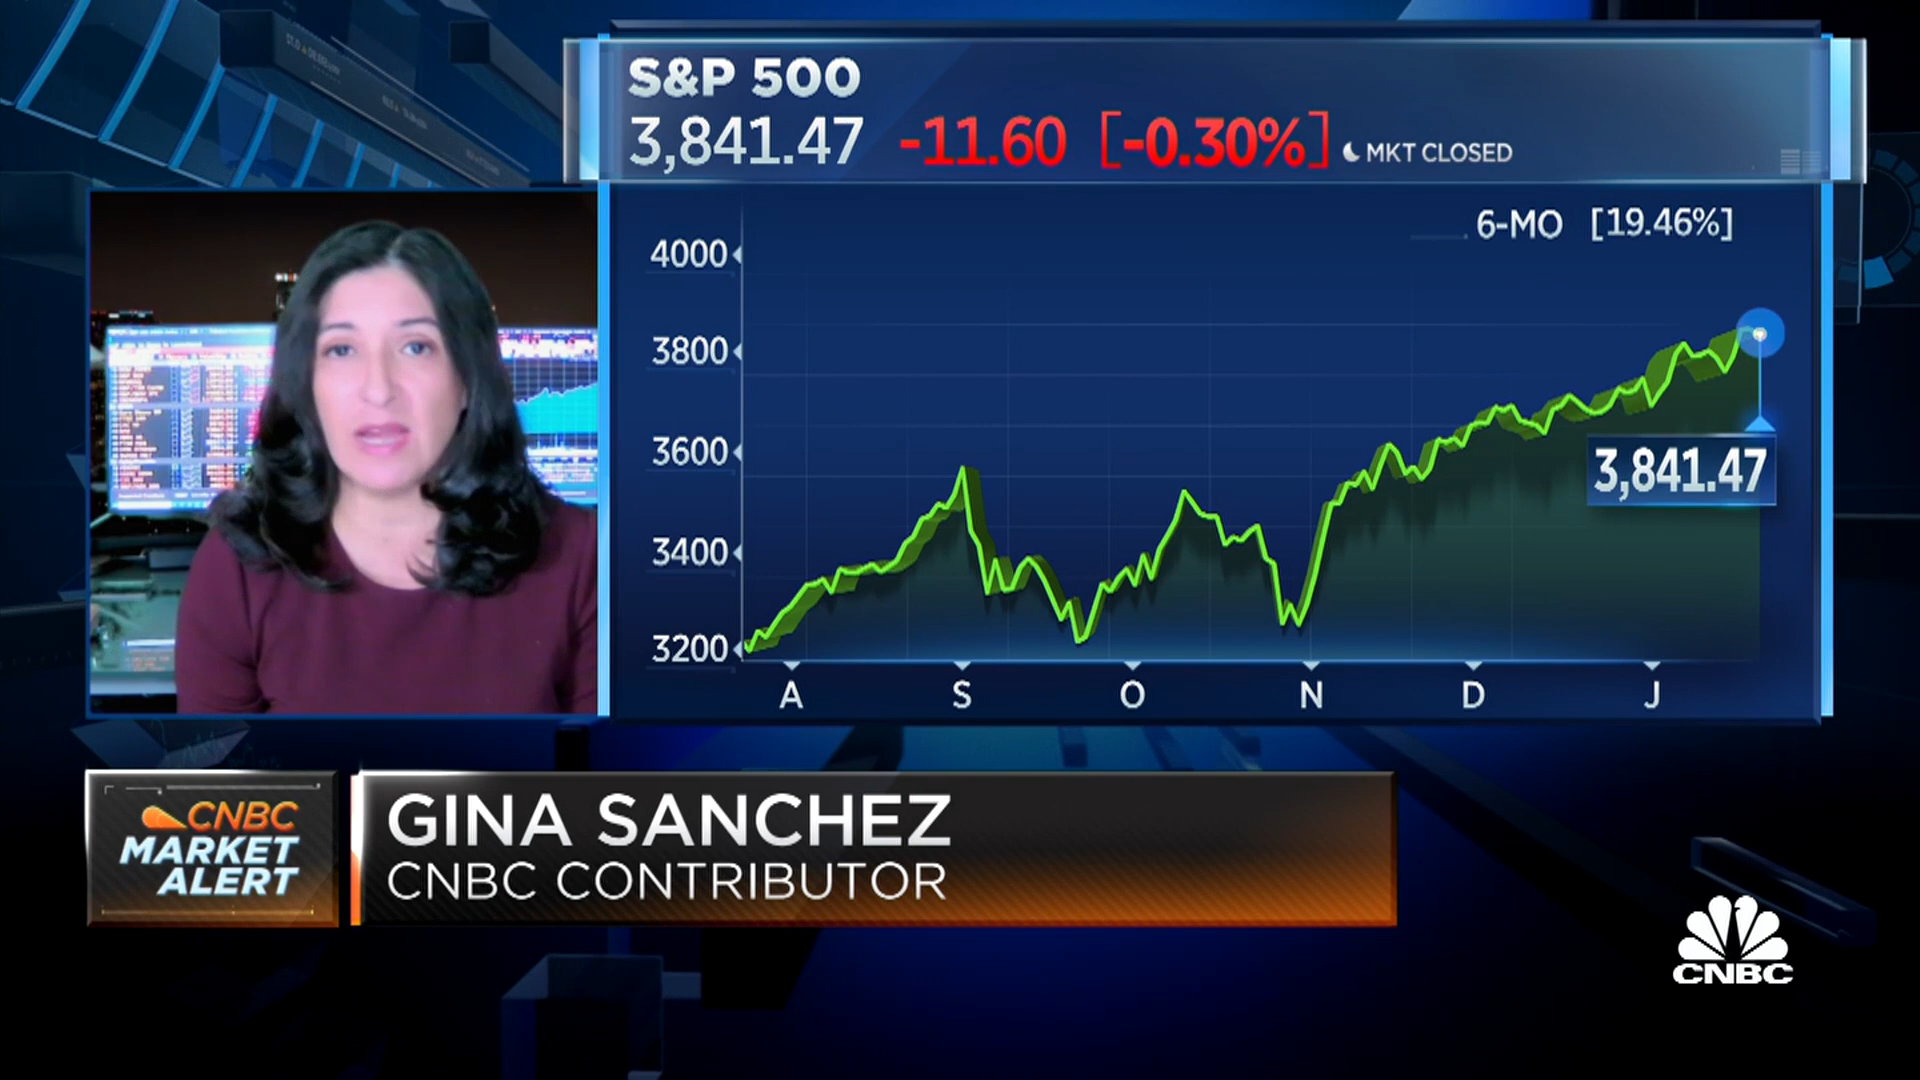 S&P 500
3,841.47 -11.60 [-0.30%] MKT CLOSED
6-MO [19.46%]
4000
3800
3600
3400
3200
3,841.47
A S O N D J
CNBC
MARKET
ALERT
GINA SANCHEZ
CNBC CONTRIBUTOR
CNBC